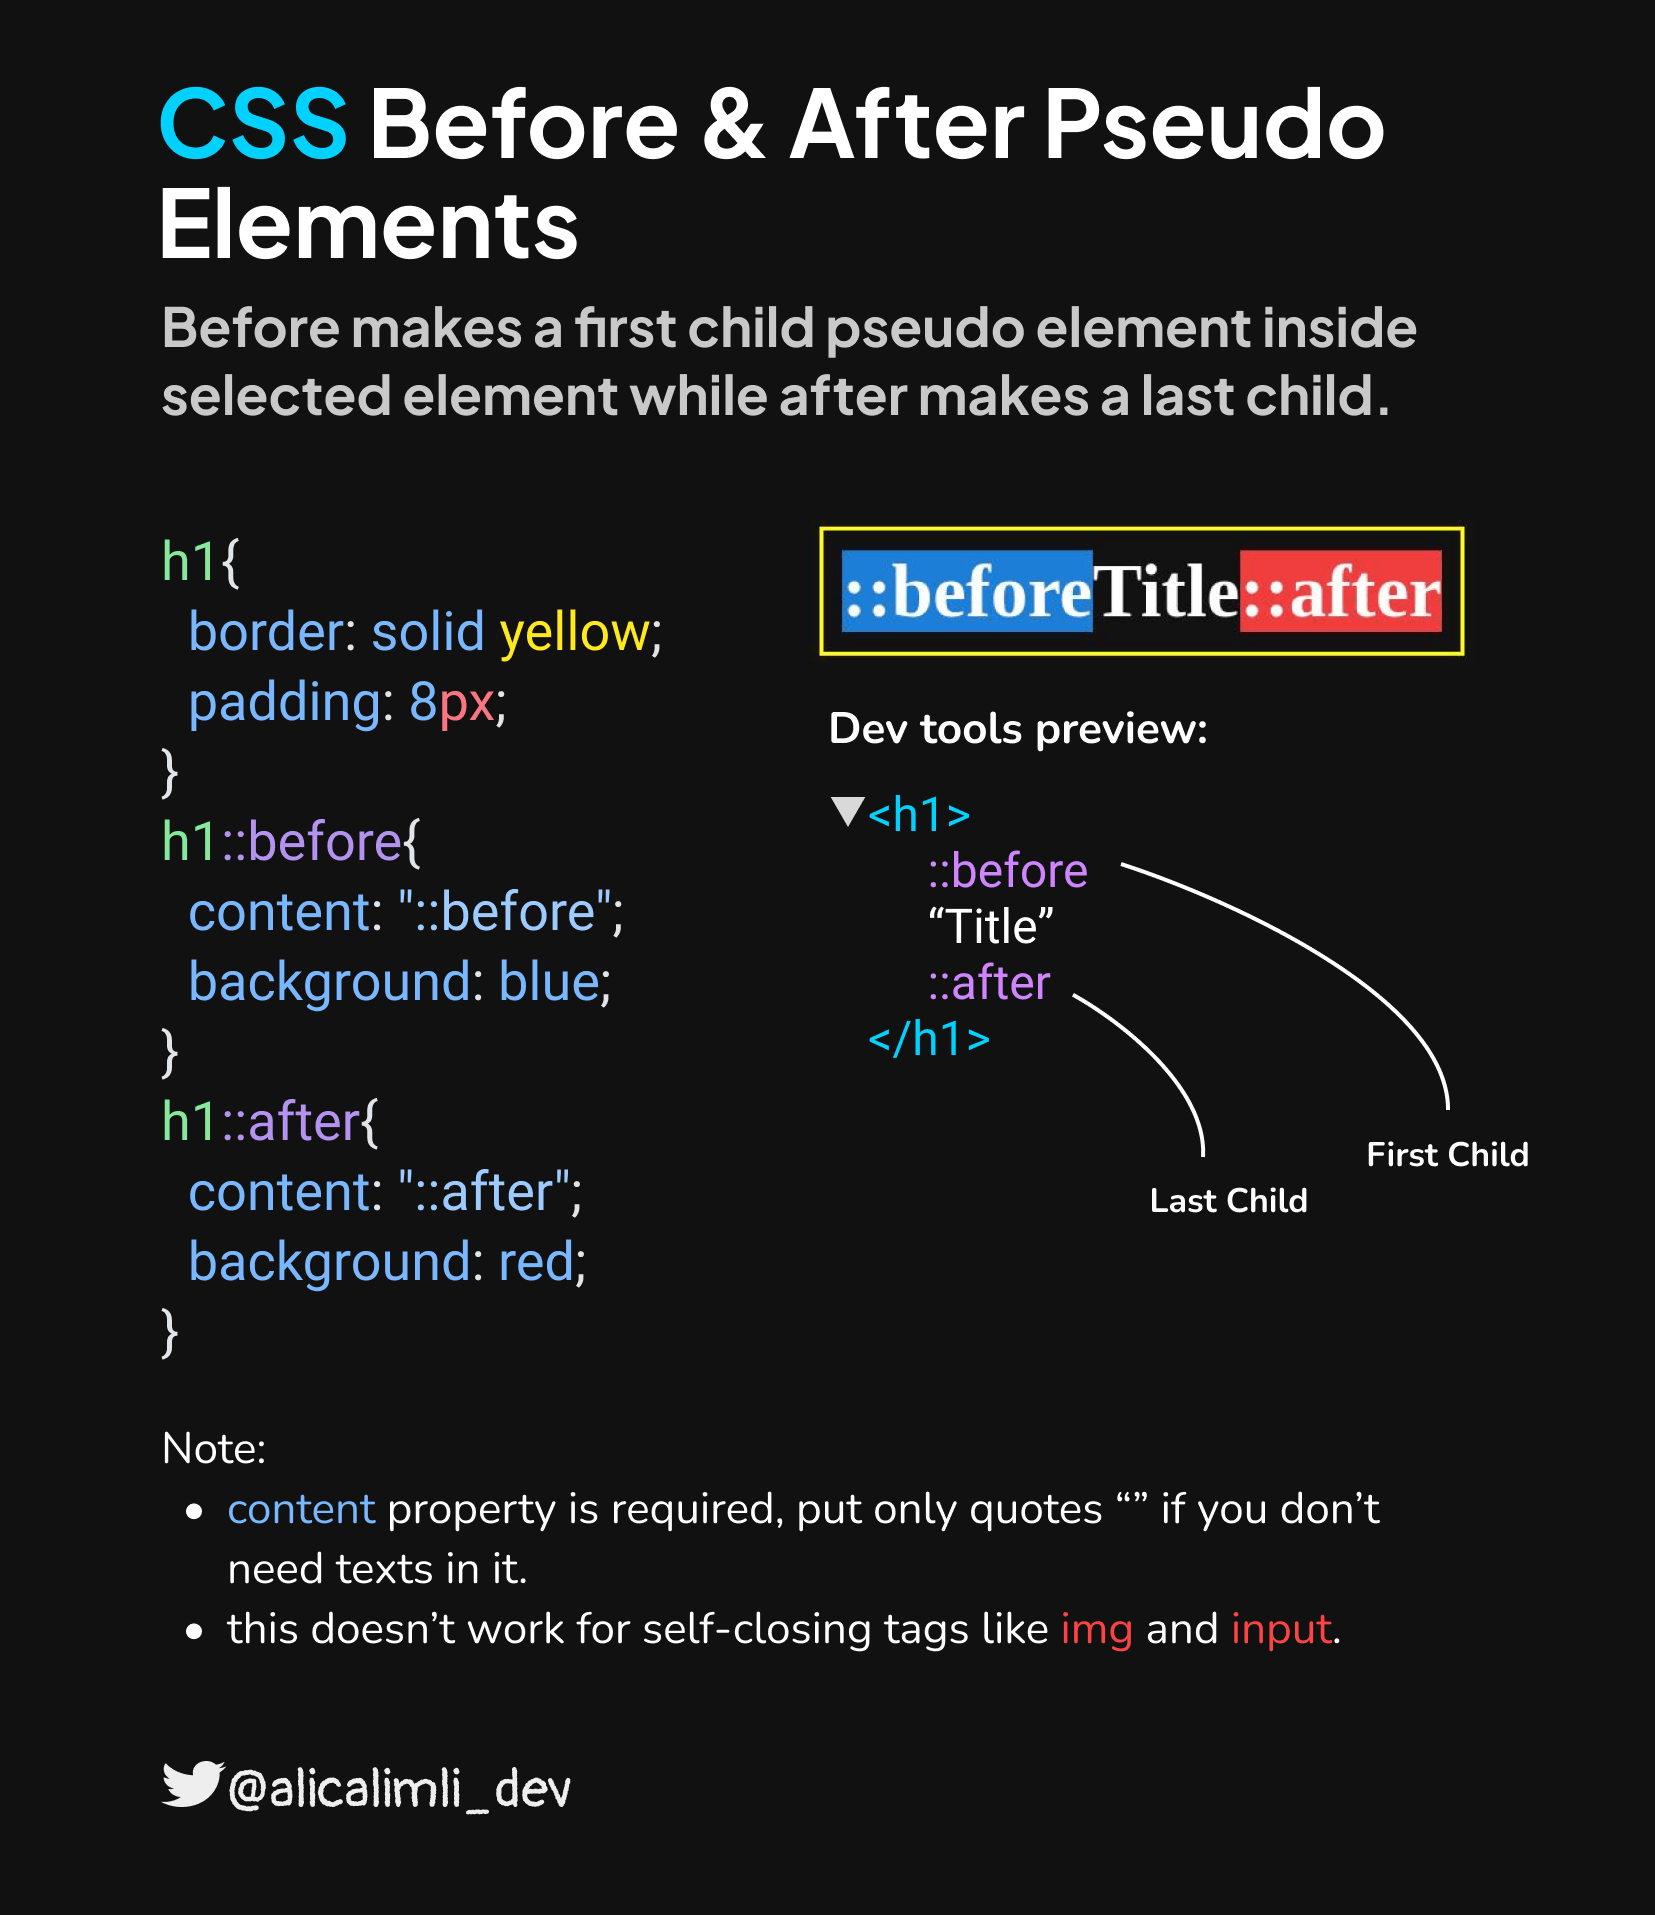 CSS Before & After Pseudo
Elements
Before makes a first child pseudo element inside
selected element while after makes a last child.
h1{
border: solid yellow;
padding: 8px;
}
h1::before{
content: "::before";
background: blue;
}
h1::after{
content: "::after";
background: red;
}
::beforeTitle::after
Dev tools preview:
<h1>
::before
“Title”
::after
</h1>
First Child
Last Child
Note:
• content property is required, put only quotes “” if you don’t
need texts in it.
• this doesn’t work for self-closing tags like img and input.
@alicalimli_dev